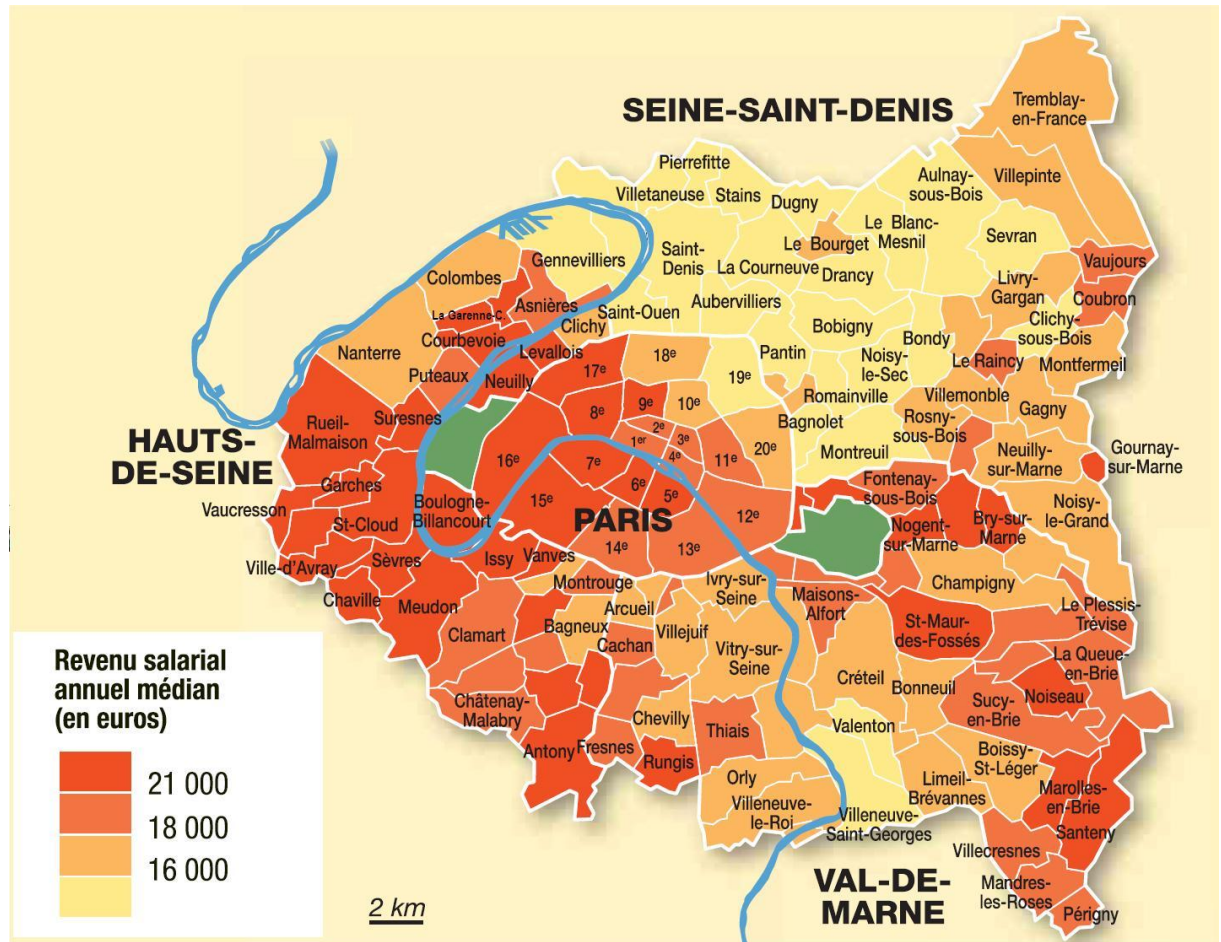 SEINE-SAINT-DENIS
Tremblay-
en-France
Pierrefitte
Villetaneuse
Stains
Dugny
Aulnay-
sous-Bois
Villepinte
Le Bourget
Le Blanc-
Mesnil
Sevran
Saint-
Denis
La Courneuve
Drancy
Vaujours
Livry-
Gargan
Coubron
Gennevilliers
Colombes
Asnières
La Garenne-C.
Saint-Ouen
Aubervilliers
Bobigny
Clichy-
sous-Bois
Clichy
Courbevoie
Bondy
Nanterre
Levallois
Pantin
Noisy-
le-Sec
Le Raincy
Montfermeil
Puteaux
Neuilly
17e
18e
19e
Romainville
Villemonble
8e
9e
10e
Bagnolet
Rosny-
sous-Bois
Gagny
Suresnes
Rueil-
Malmaison
2e
1er
3e
4e
11e
20e
Montreuil
Neuilly-
sur-Marne
Gournay-
sur-Marne
HAUTS-
DE-SEINE
16e
7e
6e
5e
Fontenay-
sous-Bois
Garches
Vaucresson
Boulogne-
Billancourt
15e
PARIS
12e
Noisy-
le-Grand
St-Cloud
Nogent-
sur-Marne
Bry-sur-
Marne
14e
13e
Ville-d'Avray
Sèvres
Issy
Vanves
Montrouge
Ivry-sur-
Seine
Champigny
Chaville
Meudon
Arcueil
Maisons-
Alfort
Le Plessis-
Trévise
Clamart
Bagneux
Cachan
Villejuif
St-Maur-
des-Fossés
Vitry-sur-
Seine
La Queue-
en-Brie
Créteil
Bonneuil
Noiseau
Châtenay-
Malabry
Sucy-
en-Brie
Chevilly
Thiais
Valenton
Antony
Fresnes
Rungis
Boissy-
St-Léger
Orly
Limeil-
Brévannes
Marolles-
en-Brie
Villeneuve-
le-Roi
Villeneuve-
Saint-Georges
Santeny
Villecresnes
VAL-DE-
MARNE
Mandres-
les-Roses
Périgny
Revenu salarial
annuel médian
(en euros)
21 000
18 000
16 000
2 km